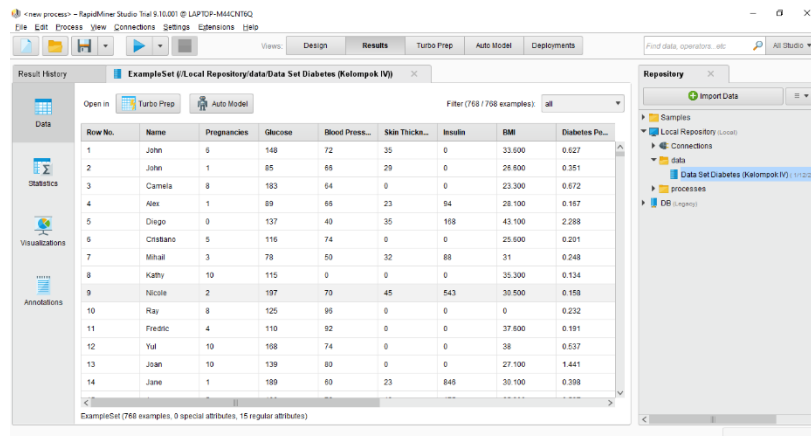 <new process> – RapidMiner Studio Trial 9.10.001 @ LAPTOP-M44CNT6Q
File Edit Process View Connections Settings Extensions Help
Views: Design Results Turbo Prep Auto Model Deployments Find data, operators...etc All Studio
Result History ExampleSet (//Local Repository/data/Data Set Diabetes (Kelompok IV)) Repository
Data
Statistics
Visualizations
Annotations
Open in Turbo Prep Auto Model Filter (768 / 768 examples): all
Row No. Name Pregnancies Glucose Blood Press... Skin Thickn... Insulin BMI Diabetes Pe...
1 John 6 148 72 35 0 33.600 0.627
2 John 1 85 66 29 0 26.600 0.351
3 Camela 8 183 64 0 0 23.300 0.672
4 Alex 1 89 66 23 94 28.100 0.167
5 Diego 0 137 40 35 168 43.100 2.288
6 Cristiano 5 116 74 0 0 25.600 0.201
7 Mihail 3 78 50 32 88 31 0.248
8 Kathy 10 115 0 0 0 35.300 0.134
9 Nicole 2 197 70 45 543 30.500 0.158
10 Ray 8 125 96 0 0 0 0.232
11 Fredric 4 110 92 0 0 37.600 0.191
12 Yul 10 168 74 0 0 38 0.537
13 Joan 10 139 80 0 0 27.100 1.441
14 Jane 1 189 60 23 846 30.100 0.398
ExampleSet (768 examples, 0 special attributes, 15 regular attributes)
Import Data
Samples
Local Repository (Local)
Connections
data
Data Set Diabetes (Kelompok IV)
processes
DB (Legacy)